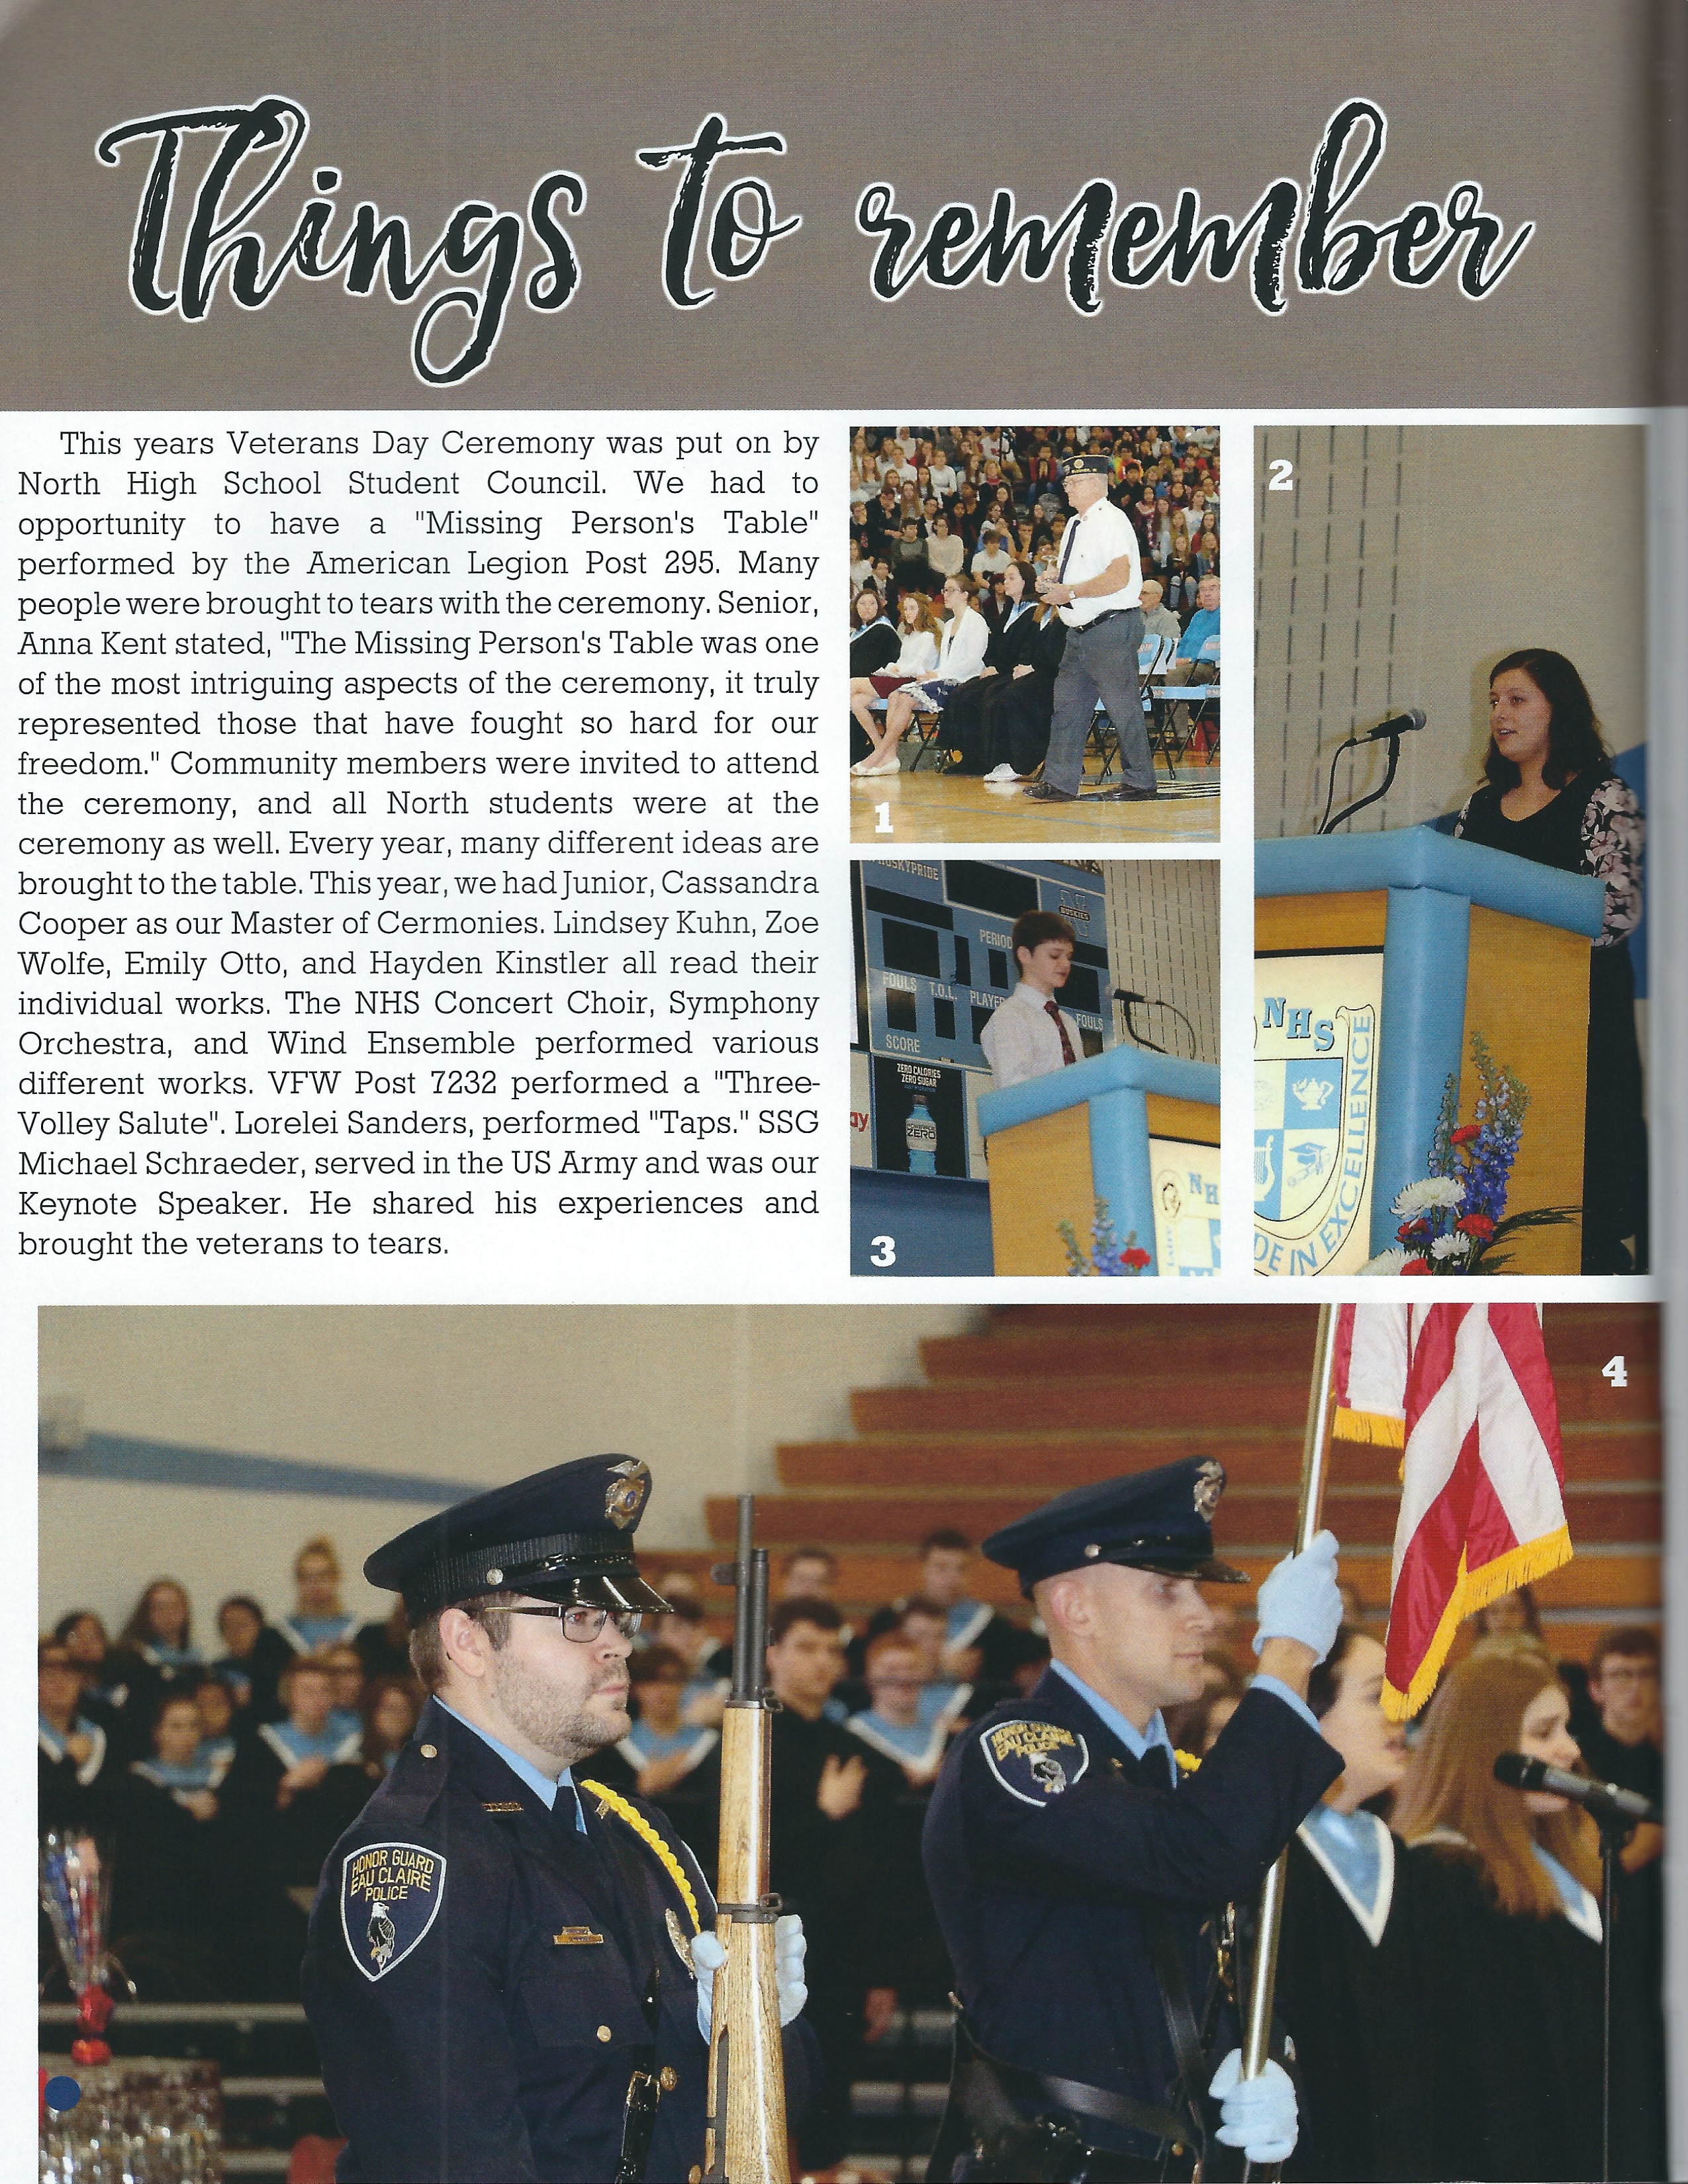 Things to remember
This years Veterans Day Ceremony was put on by
North High School Student Council. We had to
opportunity to have a "Missing Person's Table"
performed by the American Legion Post 295. Many
people were brought to tears with the ceremony. Senior,
Anna Kent stated, "The Missing Person's Table was one
of the most intriguing aspects of the ceremony, it truly
represented those that have fought so hard for our
freedom." Community members were invited to attend
the ceremony, and all North students were at the
ceremony as well. Every year, many different ideas are
brought to the table. This year, we had Junior, Cassandra
Cooper as our Master of Cermonies. Lindsey Kuhn, Zoe
Wolfe, Emily Otto, and Hayden Kinstler all read their
individual works. The NHS Concert Choir, Symphony
Orchestra, and Wind Ensemble performed various
different works. VFW Post 7232 performed a "Three-
Volley Salute". Lorelei Sanders, performed "Taps." SSG
Michael Schraeder, served in the US Army and was our
Keynote Speaker. He shared his experiences and
brought the veterans to tears.
1
2
NHS
DE IN EXCELLENCE
HUSKYPRIDE
N
HUSKIES
PERIOD
FOULS
T.O.L.
PLAYER
FOULS
SCORE
ZERO CALORIES
ZERO SUGAR
ZERO
ay
NH
3
4
HONOR GUARD
EAU CLAIRE
POLICE
HONOR GUARD
EAU CLAIRE
POLICE